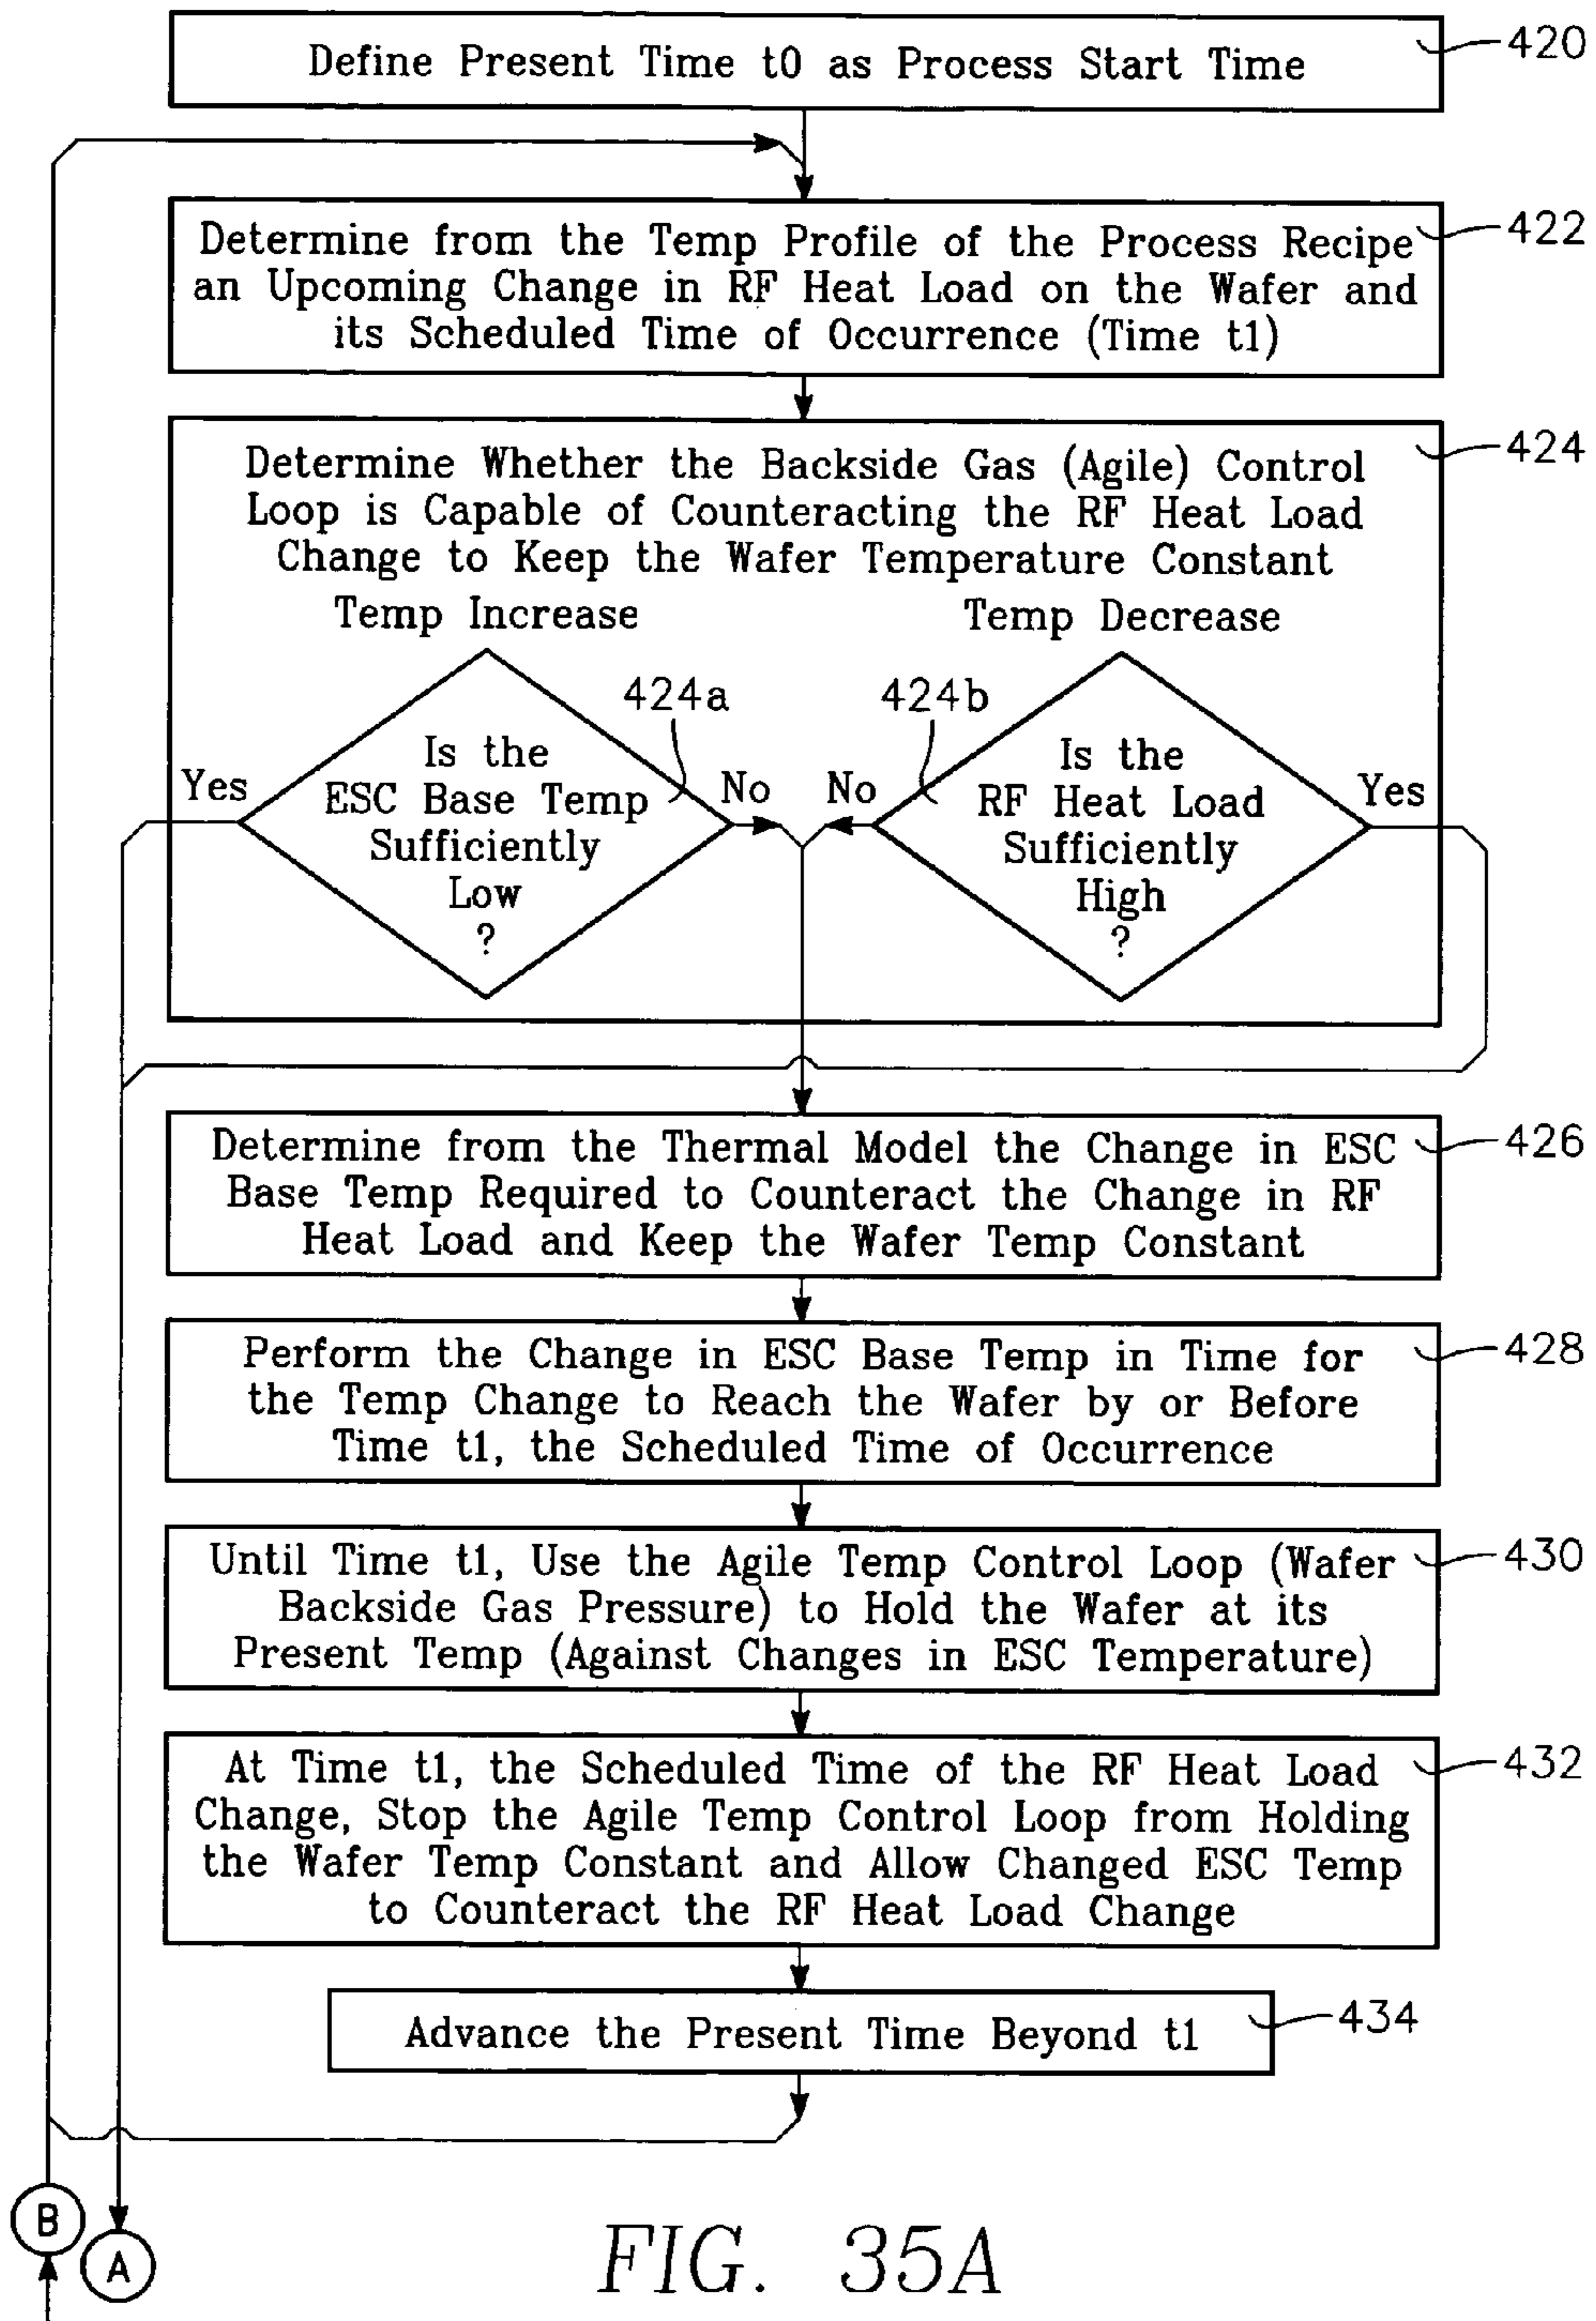 Define Present Time t0 as Process Start Time
420
Determine from the Temp Profile of the Process Recipe
an Upcoming Change in RF Heat Load on the Wafer and
its Scheduled Time of Occurrence (Time t1)
422
Determine Whether the Backside Gas (Agile) Control
Loop is Capable of Counteracting the RF Heat Load
Change to Keep the Wafer Temperature Constant
424
Temp Increase
Temp Decrease
424a
424b
Yes
Is the
ESC Base Temp
Sufficiently
Low
?
No
No
Is the
RF Heat Load
Sufficiently
High
?
Yes
Determine from the Thermal Model the Change in ESC
Base Temp Required to Counteract the Change in RF
Heat Load and Keep the Wafer Temp Constant
426
Perform the Change in ESC Base Temp in Time for
the Temp Change to Reach the Wafer by or Before
Time t1, the Scheduled Time of Occurrence
428
Until Time t1, Use the Agile Temp Control Loop (Wafer
Backside Gas Pressure) to Hold the Wafer at its
Present Temp (Against Changes in ESC Temperature)
430
At Time t1, the Scheduled Time of the RF Heat Load
Change, Stop the Agile Temp Control Loop from Holding
the Wafer Temp Constant and Allow Changed ESC Temp
to Counteract the RF Heat Load Change
432
Advance the Present Time Beyond t1
434
B
A
FIG. 35A